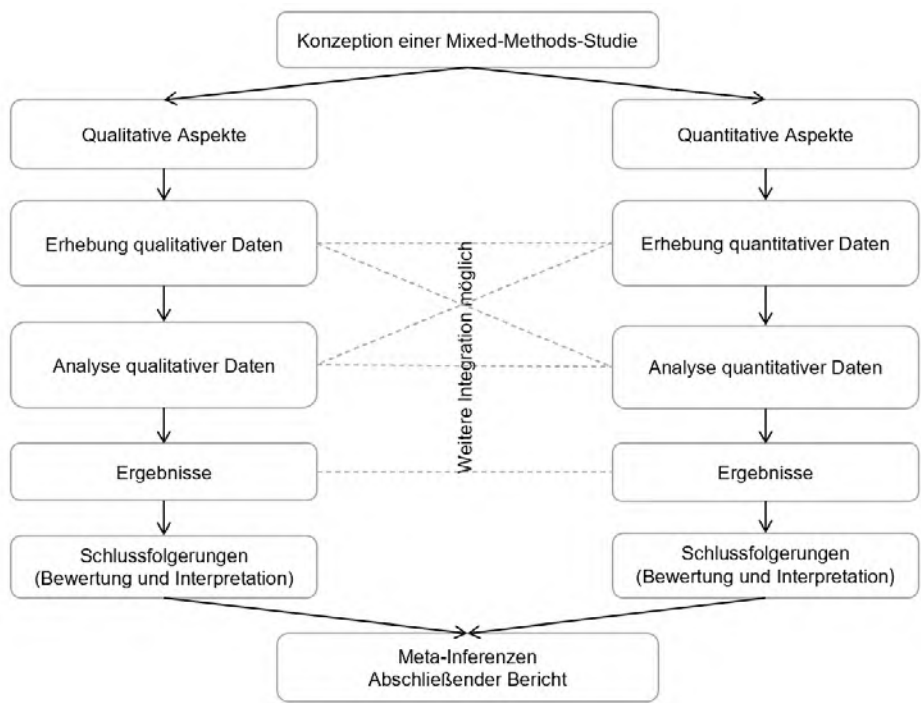 Konzeption einer Mixed-Methods-Studie
Qualitative Aspekte
Quantitative Aspekte
Erhebung qualitativer Daten
Erhebung quantitativer Daten
Weitere Integration möglich
Analyse qualitativer Daten
Analyse quantitativer Daten
Ergebnisse
Ergebnisse
Schlussfolgerungen
(Bewertung und Interpretation)
Schlussfolgerungen
(Bewertung und Interpretation)
Meta-Inferenzen
Abschließender Bericht